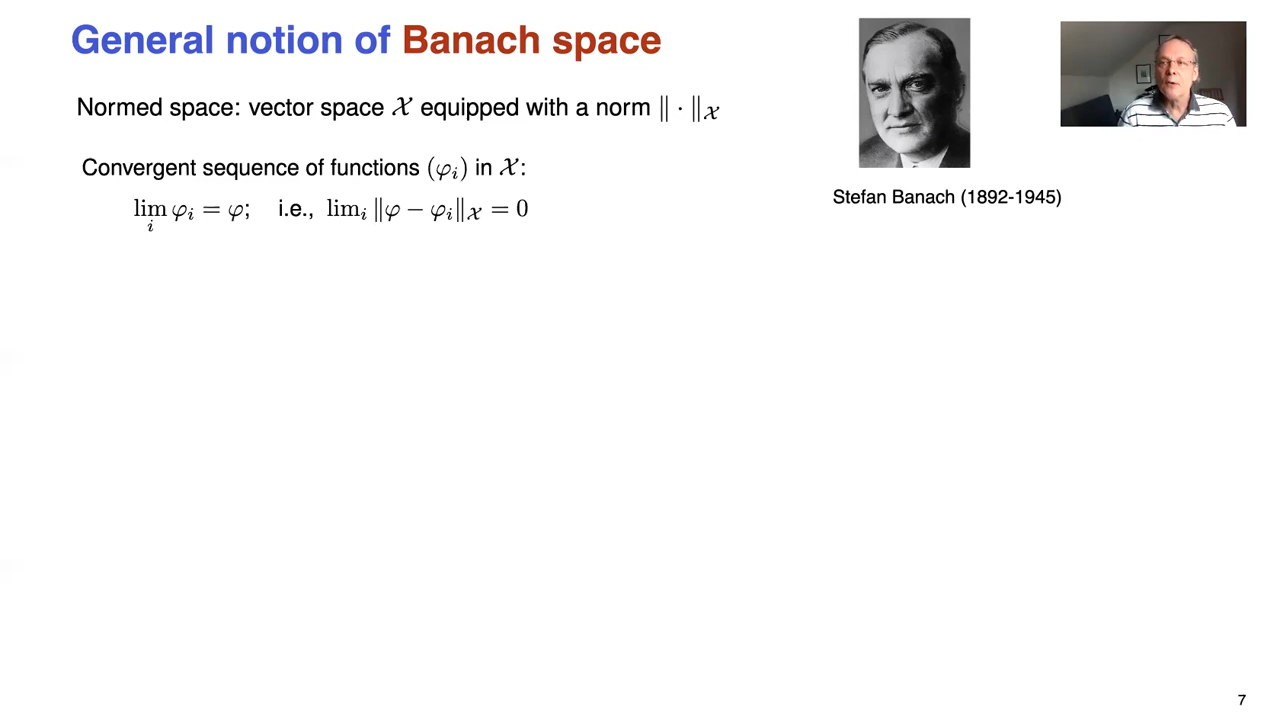 General notion of Banach space
Normed space: vector space 𝒳 equipped with a norm ‖ · ‖𝒳
Convergent sequence of functions (φᵢ) in 𝒳:
lim φᵢ = φ; i.e., limᵢ ‖φ − φᵢ‖𝒳 = 0
i
Stefan Banach (1892-1945)
7